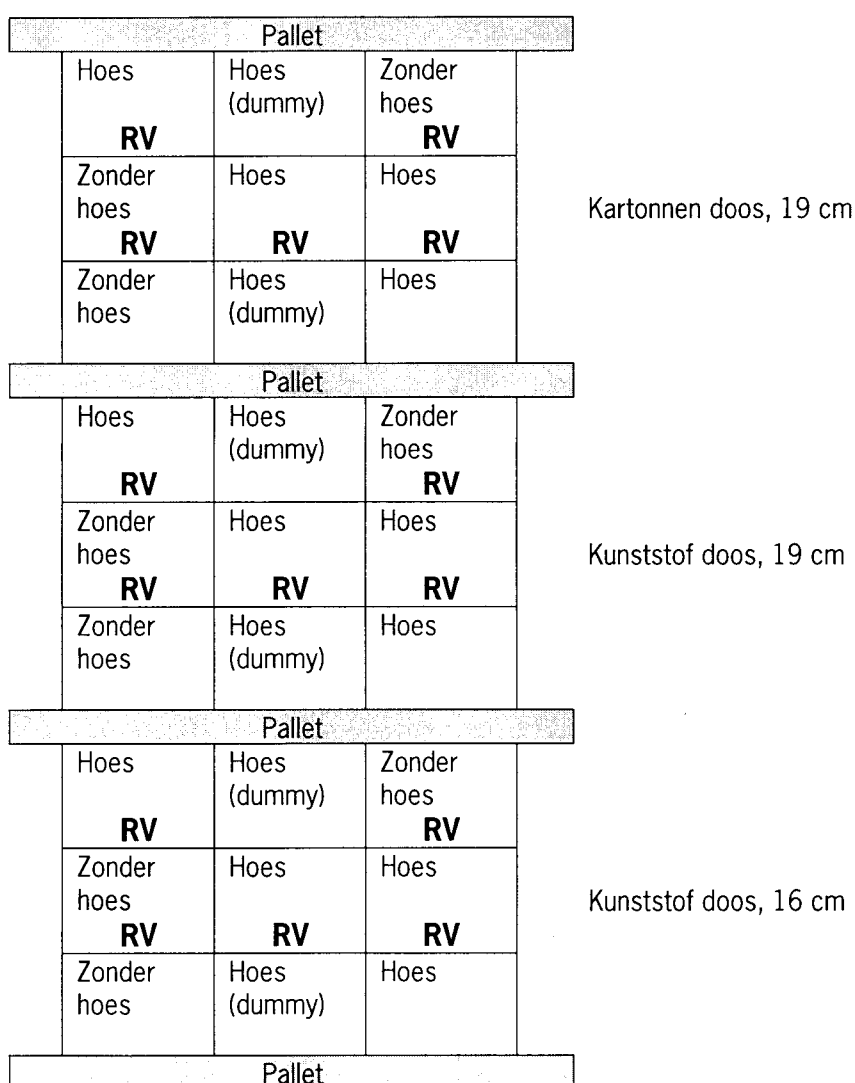 Pallet
Hoes Hoes Zonder
(dummy) hoes
RV RV
Zonder Hoes Hoes
hoes
RV RV RV
Kartonnen doos, 19 cm
Zonder Hoes Hoes
hoes (dummy)
Pallet
Hoes Hoes Zonder
(dummy) hoes
RV RV
Zonder Hoes Hoes
hoes
RV RV RV
Kunststof doos, 19 cm
Zonder Hoes Hoes
hoes (dummy)
Pallet
Hoes Hoes Zonder
(dummy) hoes
RV RV
Zonder Hoes Hoes
hoes
RV RV RV
Kunststof doos, 16 cm
Zonder Hoes Hoes
hoes (dummy)
Pallet